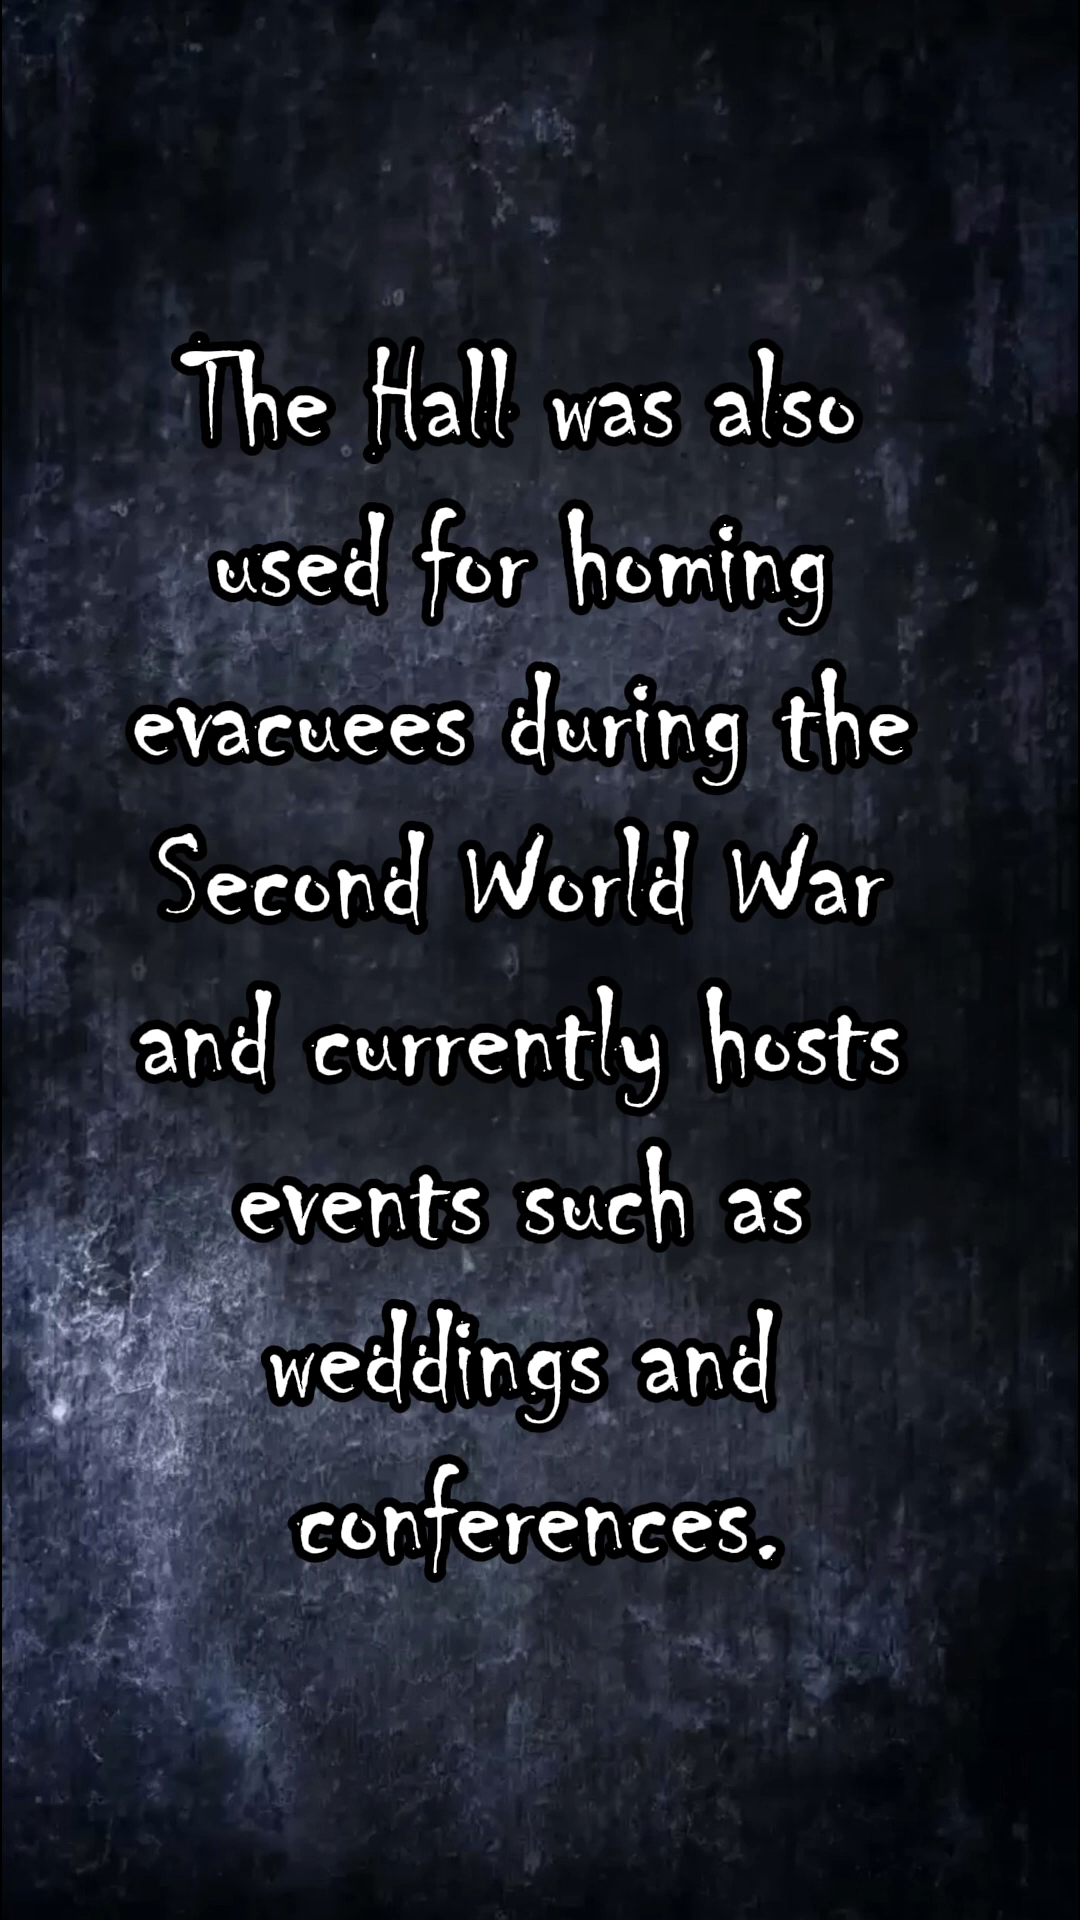 The Hall was also
used for homing
evacuees during the
Second World War
and currently hosts
events such as
weddings and
conferences.